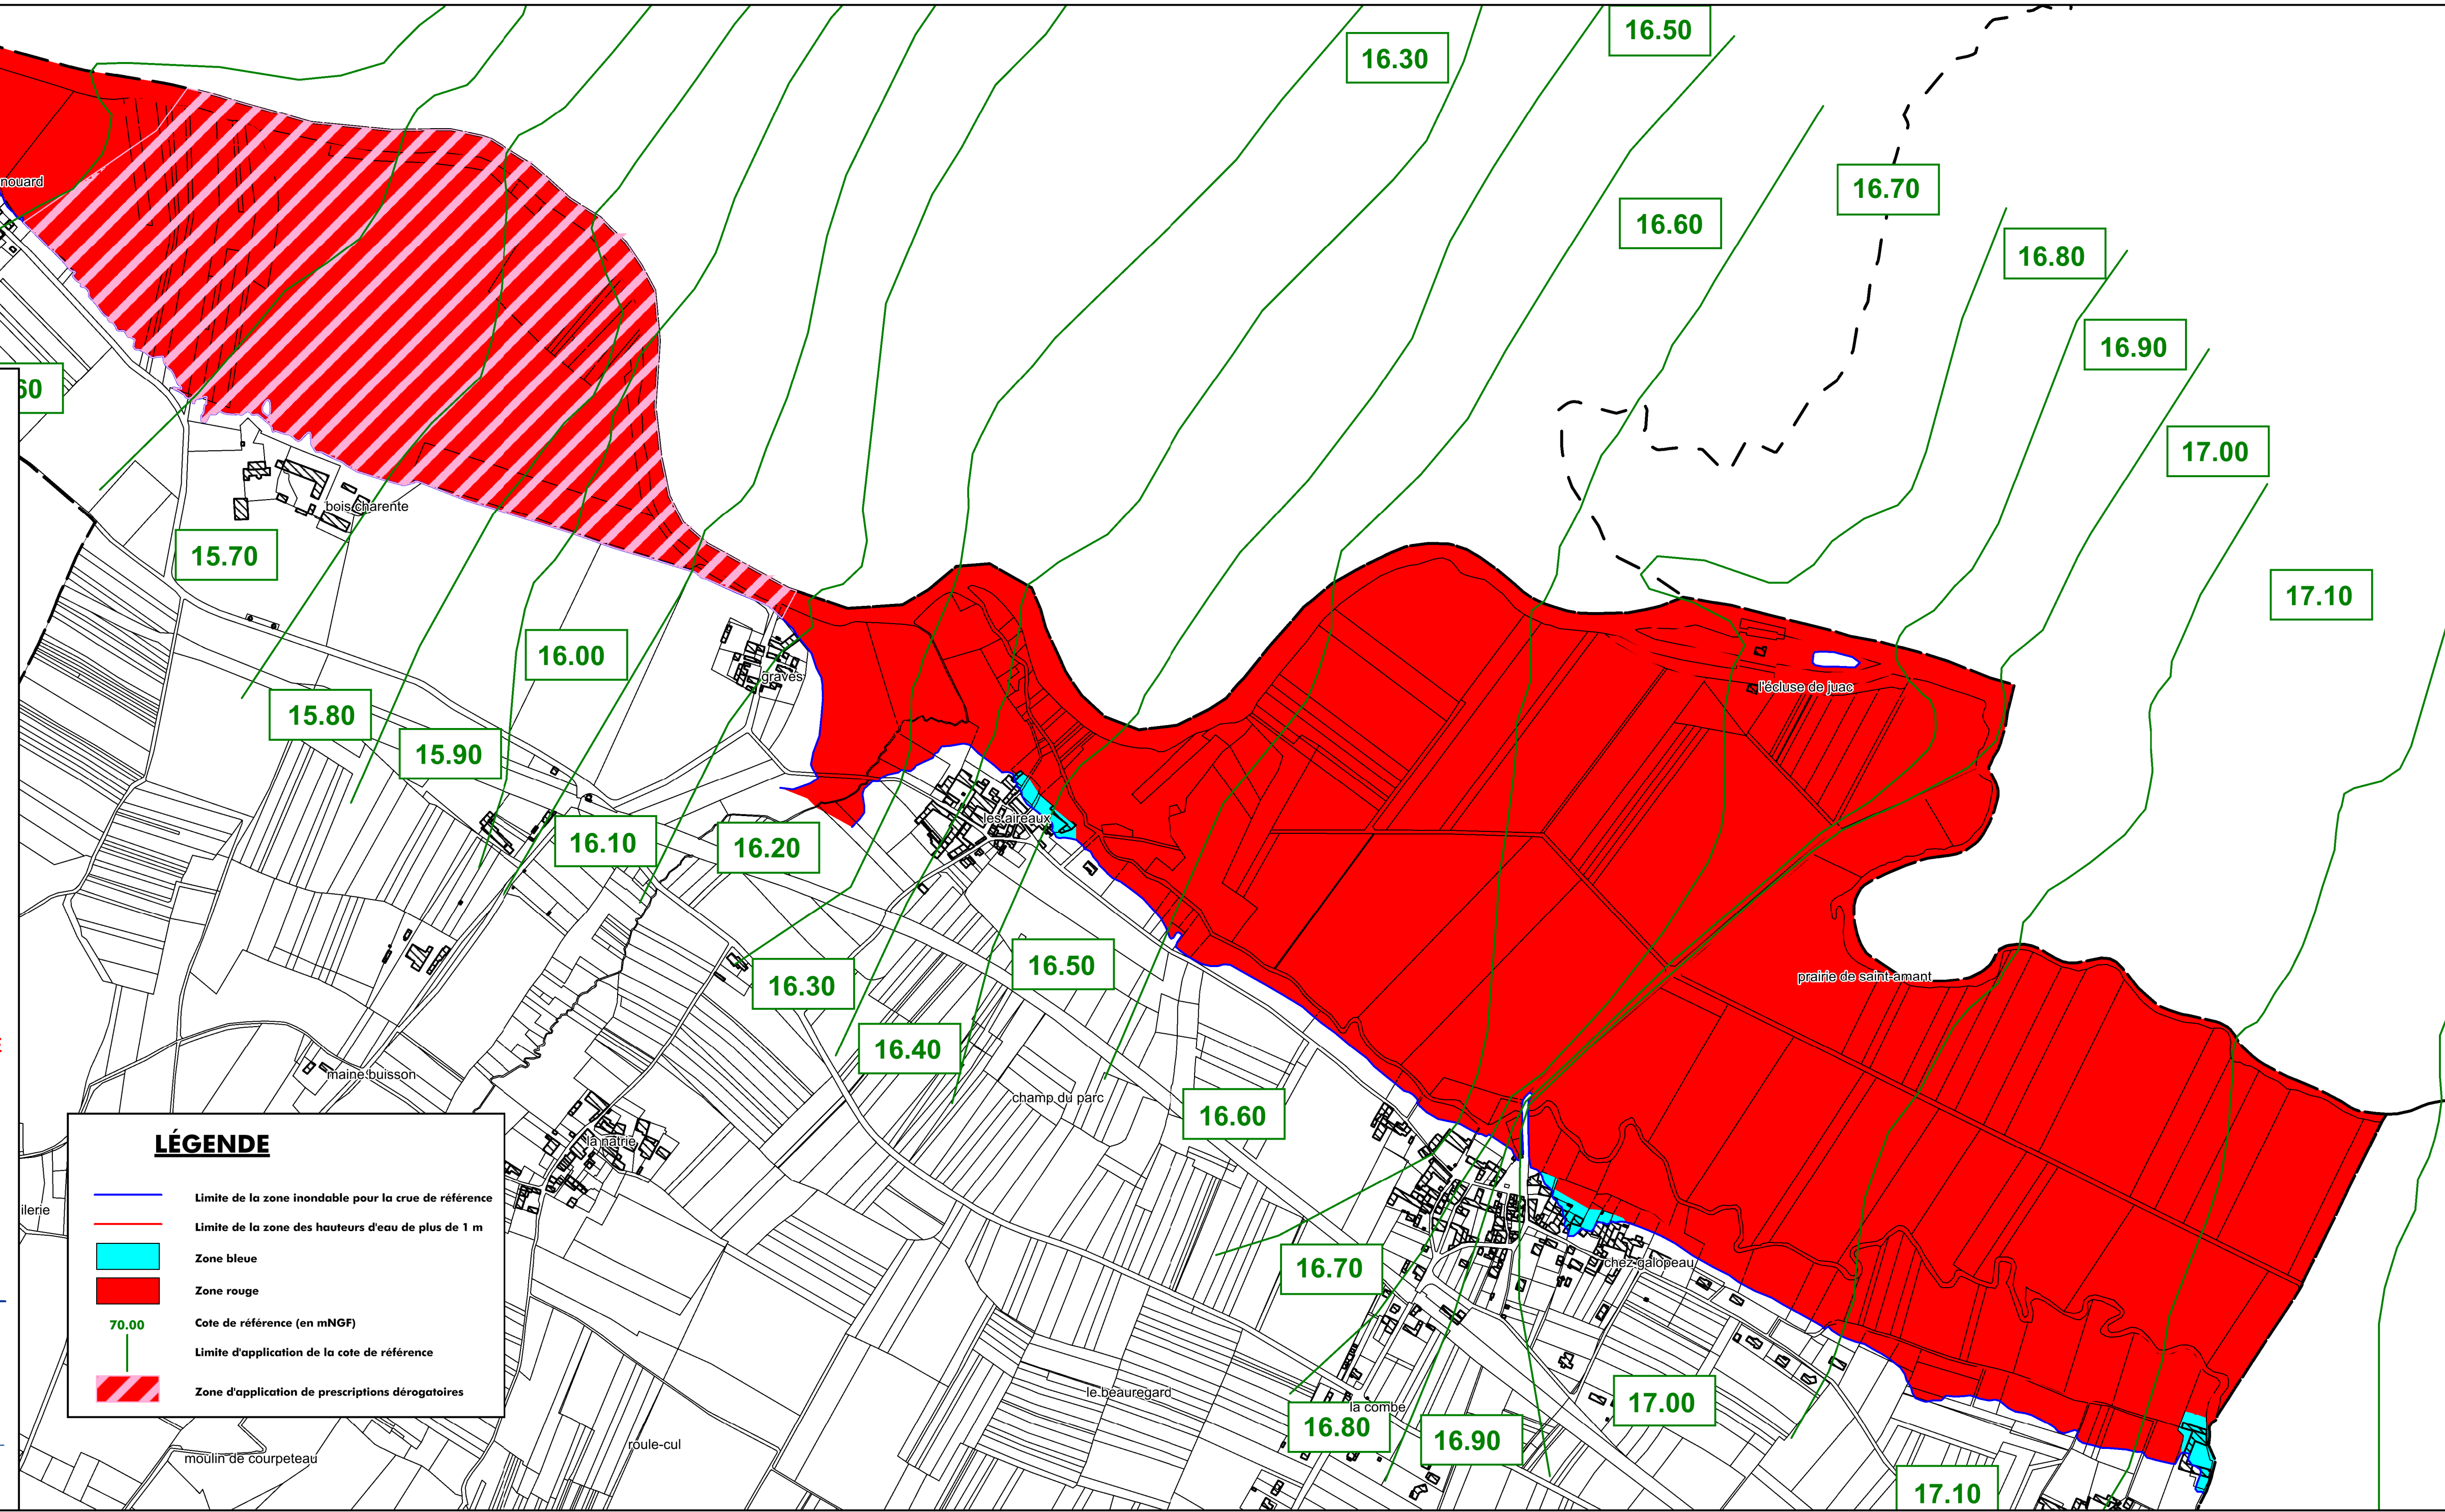 16.30
16.50
16.70
16.60
16.80
16.90
17.00
17.10
nouard
60
bois charente
15.70
16.00
graves
15.80
15.90
l'écluse de juac
16.10
16.20
les aireaux
16.30
16.50
16.40
prairie de saint-amant
maine buisson
champ du parc
16.60
la natrie
16.70
chez galopeau
le beauregard
la combe
16.80
16.90
17.00
17.10
roule-cul
moulin de courpeteau
ilerie
LÉGENDE
Limite de la zone inondable pour la crue de référence
Limite de la zone des hauteurs d'eau de plus de 1 m
Zone bleue
Zone rouge
70.00 Cote de référence (en mNGF)
Limite d'application de la cote de référence
Zone d'application de prescriptions dérogatoires